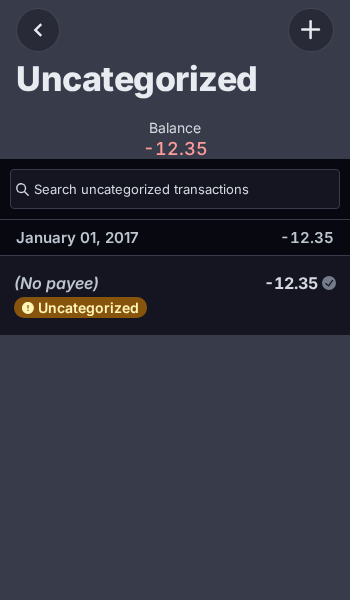 Uncategorized
Balance
-12.35
Search uncategorized transactions
January 01, 2017 -12.35
(No payee) -12.35
Uncategorized